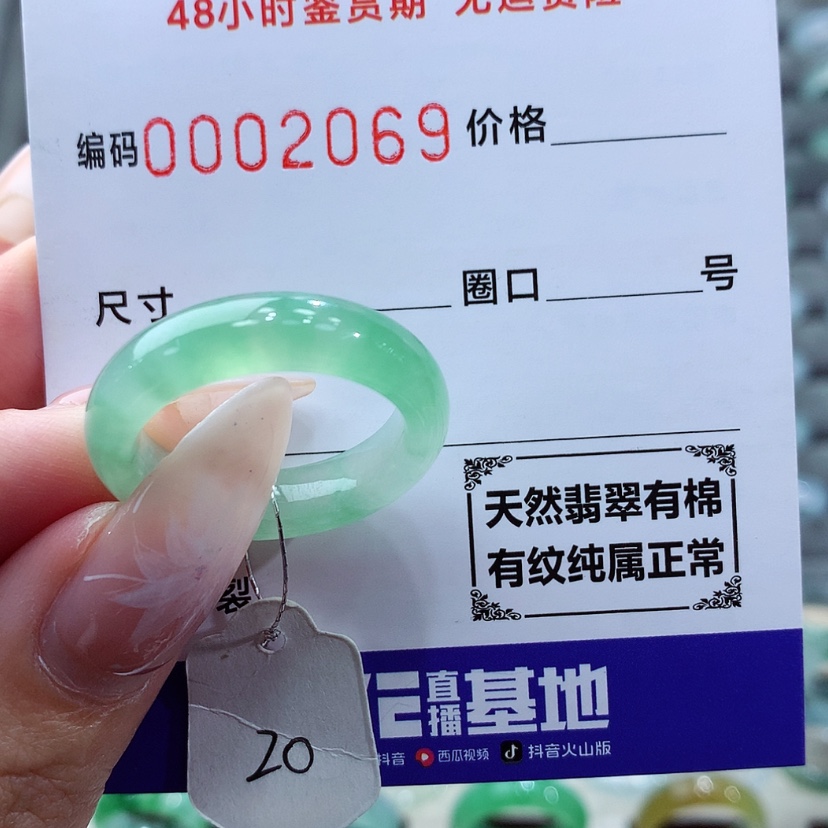 48小时鉴赏期 无运费险
编码0002069 价格
尺寸 圈口 号
天然翡翠有棉
有纹纯属正常
裂
直播基地
抖音 西瓜视频 抖音火山版
20